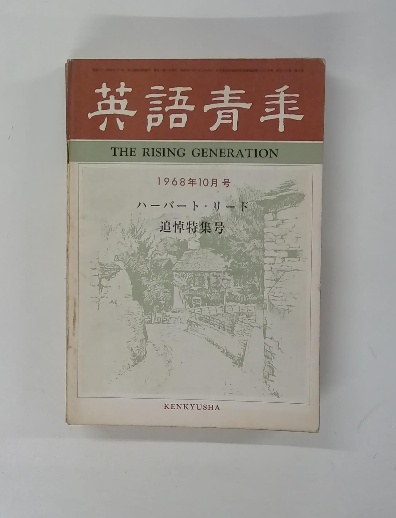 英語青年
THE RISING GENERATION
1968年10月号
ハーバート・リード
追悼特集号
KENKYUSHA